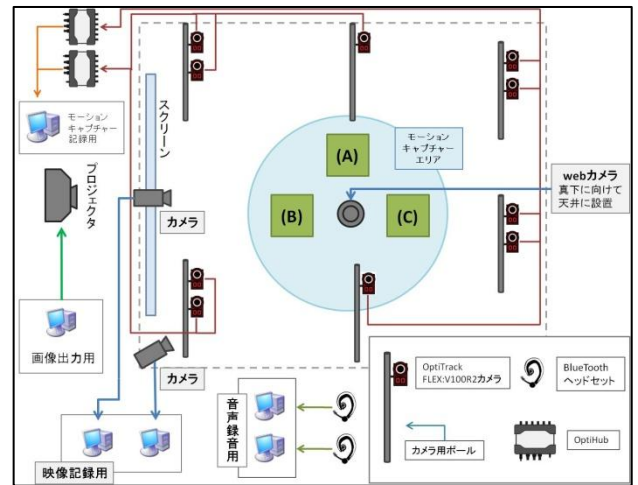 モーション
キャプチャー
記録用
プロジェクタ
画像出力用
スクリーン
カメラ
カメラ
映像記録用
音声録音用
(A)
(B)
(C)
モーション
キャプチャー
エリア
webカメラ
真下に向けて
天井に設置
OptiTrack
FLEX:V100R2カメラ
BlueTooth
ヘッドセット
カメラ用ポール
OptiHub